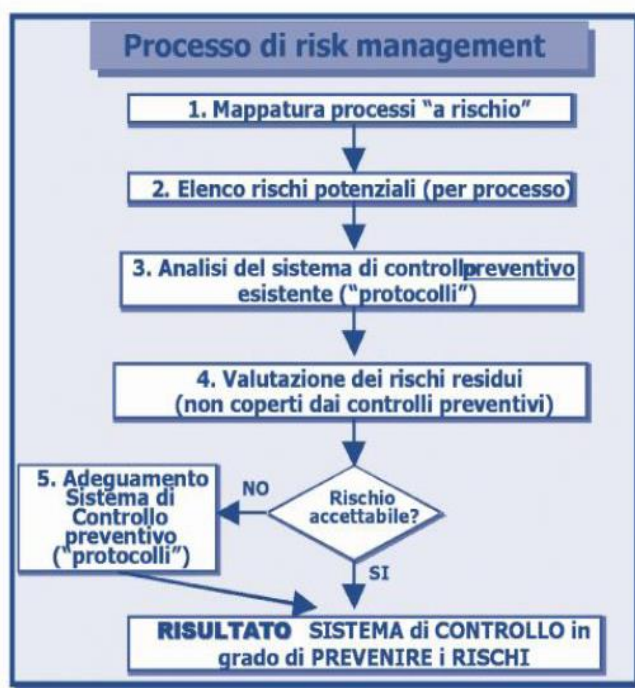 Processo di risk management
1. Mappatura processi “a rischio”
2. Elenco rischi potenziali (per processo)
3. Analisi del sistema di controllo preventivo
esistente (“protocolli”)
4. Valutazione dei rischi residui
(non coperti dai controlli preventivi)
Rischio
accettabile?
NO
5. Adeguamento
Sistema di
Controllo
preventivo
(“protocolli”)
SI
RISULTATO SISTEMA di CONTROLLO in
grado di PREVENIRE i RISCHI